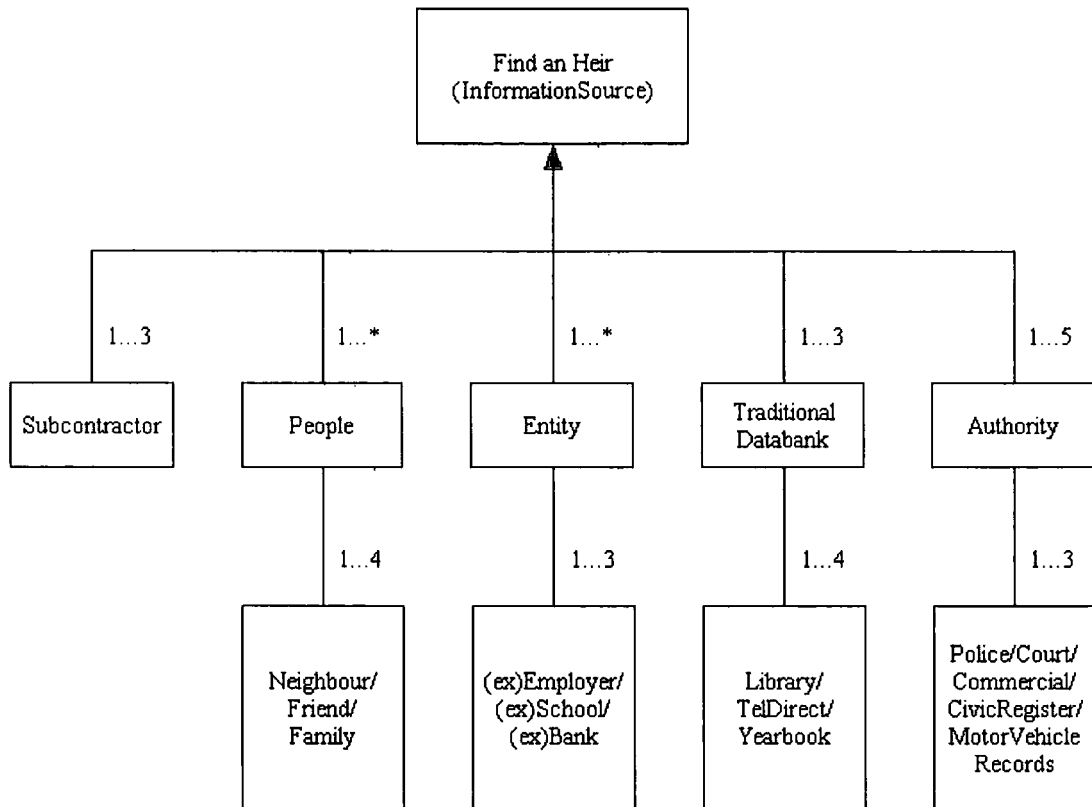 Find an Heir
(InformationSource)
1...3
1...*
1...*
1...3
1...5
Subcontractor
People
Entity
Traditional
Databank
Authority
1...4
1...3
1...4
1...3
Neighbour/
Friend/
Family
(ex)Employer/
(ex)School/
(ex)Bank
Library/
TelDirect/
Yearbook
Police/Court/
Commercial/
CivicRegister/
MotorVehicle
Records